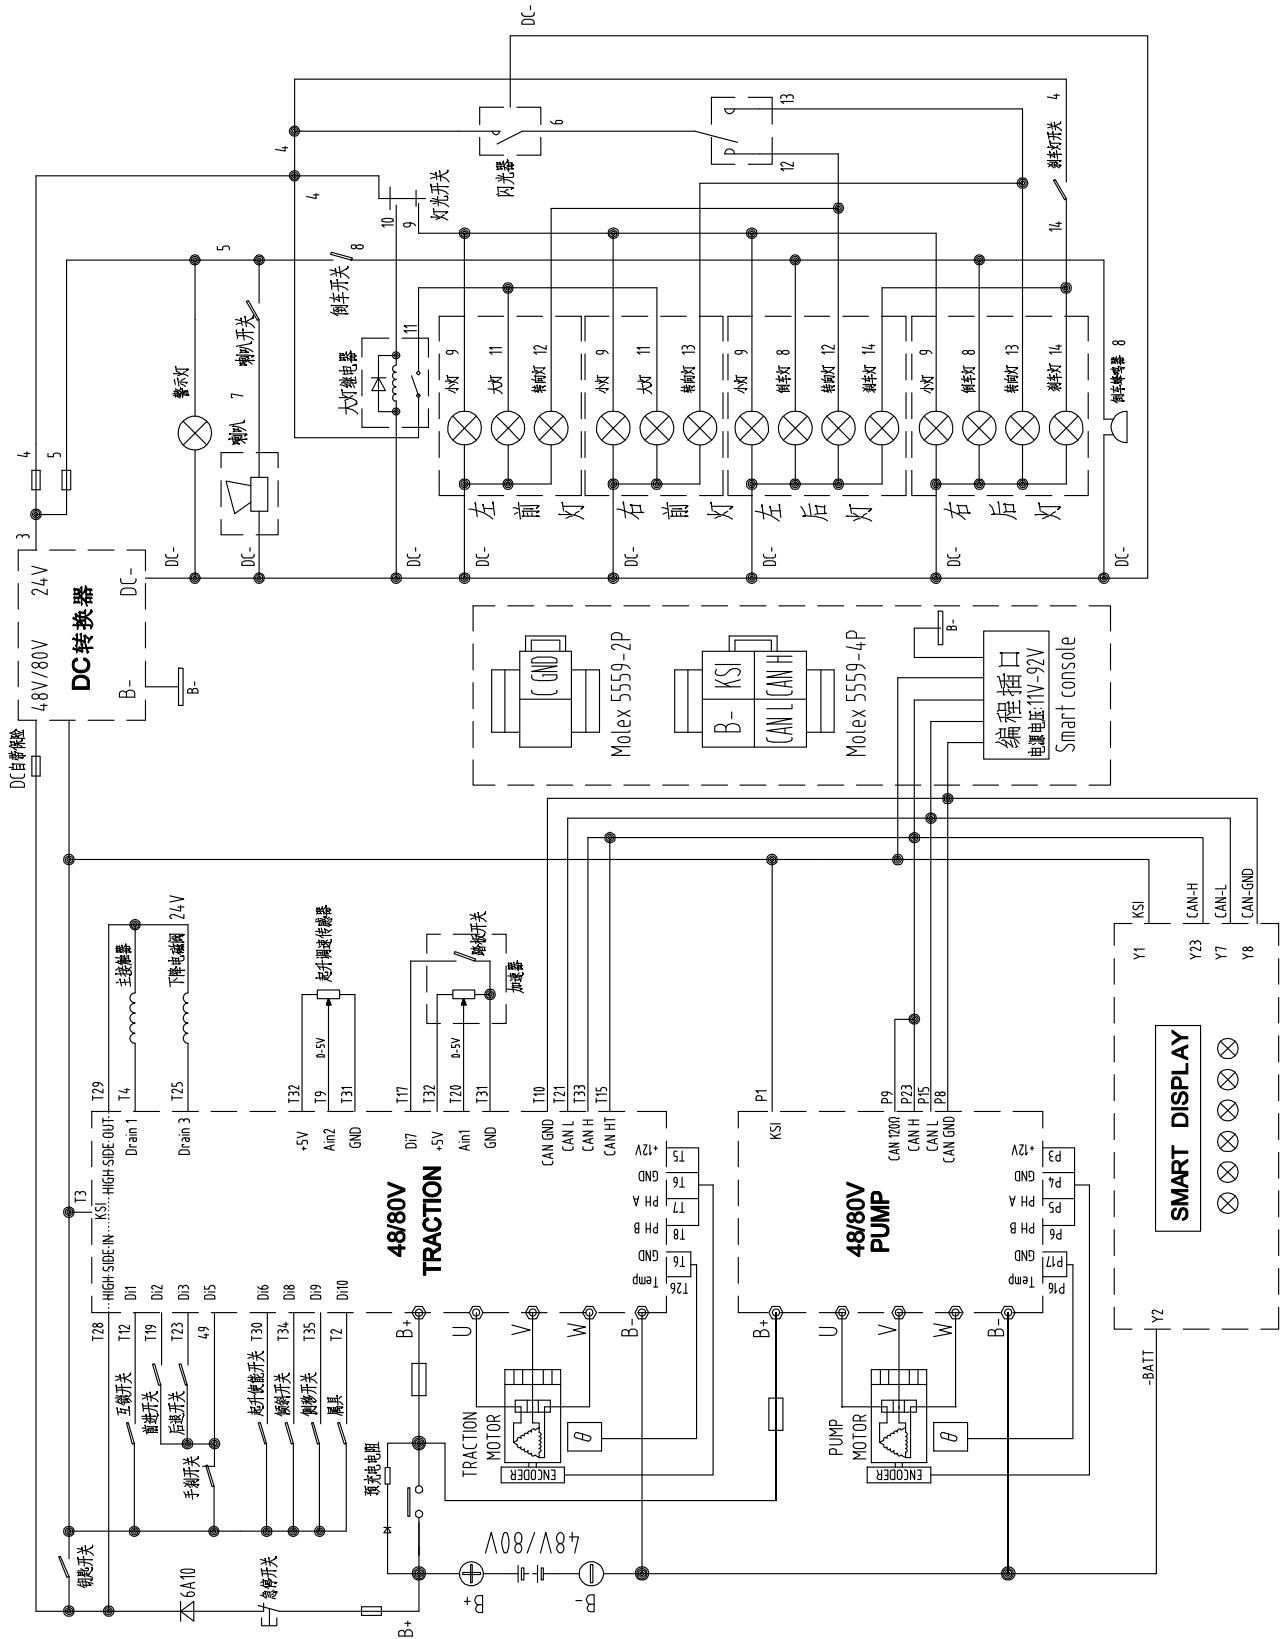 DC-
4
6
13
12
4
刹车灯开关
14
闪光器
4
4
10
9
灯光开关
5
8
倒车开关
警示灯
喇叭开关
喇叭 7
大灯继电器
11
小灯 9
大灯 11
转向灯 12
小灯 9
大灯 11
转向灯 13
小灯 9
倒车灯 8
转向灯 12
刹车灯 14
小灯 9
倒车灯 8
转向灯 13
刹车灯 14
倒车蜂鸣器 8
左前灯
右前灯
左后灯
右后灯
DC-
DC-
DC-
DC-
DC-
DC-
DC-
DC-
4
5
3
48V/80V 24V
DC转换器
B- DC-
B-
DC自带保险
C GND
Molex 5559-2P
B- KSI
CAN L CAN H
Molex 5559-4P
B-
编程插口
电源电压:11V-92V
Smart console
主接触器
下降电磁阀
24V
起升调速传感器
0-5V
踏板开关
加速器
0-5V
T29
T4
T25
T32
T9
T31
T17
T32
T20
T31
T10
T21
T33
T15
HIGH SIDE OUT
Drain 1
Drain 3
+5V
Ain2
GND
Di7
+5V
Ain1
GND
CAN GND
CAN L
CAN H
CAN HT
T3
KSI
HIGH SIDE IN
Di1
Di2
Di3
Di5
Di6
Di8
Di9
Di10
48/80V
TRACTION
+12V
GND
PH A
PH B
GND
Temp
T5
T6
T7
T8
T6
T26
T28
T12
T19
T23
49
T30
T34
T35
T2
B+
U
V
W
B-
互锁开关
前进开关
后退开关
手刹开关
起升使能开关
倾斜开关
侧移开关
属具
钥匙开关
6A10
急停开关
B+
预充电电阻
48V/80V
B+
B-
TRACTION
MOTOR
ENCODER
θ
P1
P9
P23
P15
P8
KSI
CAN 120Ω
CAN H
CAN L
CAN GND
48/80V
PUMP
+12V
GND
PH A
PH B
GND
Temp
P3
P4
P5
P6
P17
P16
B+
U
V
W
B-
PUMP
MOTOR
ENCODER
θ
KSI
CAN-H
CAN-L
CAN-GND
Y1
Y23
Y7
Y8
SMART DISPLAY
Y2
-BATT